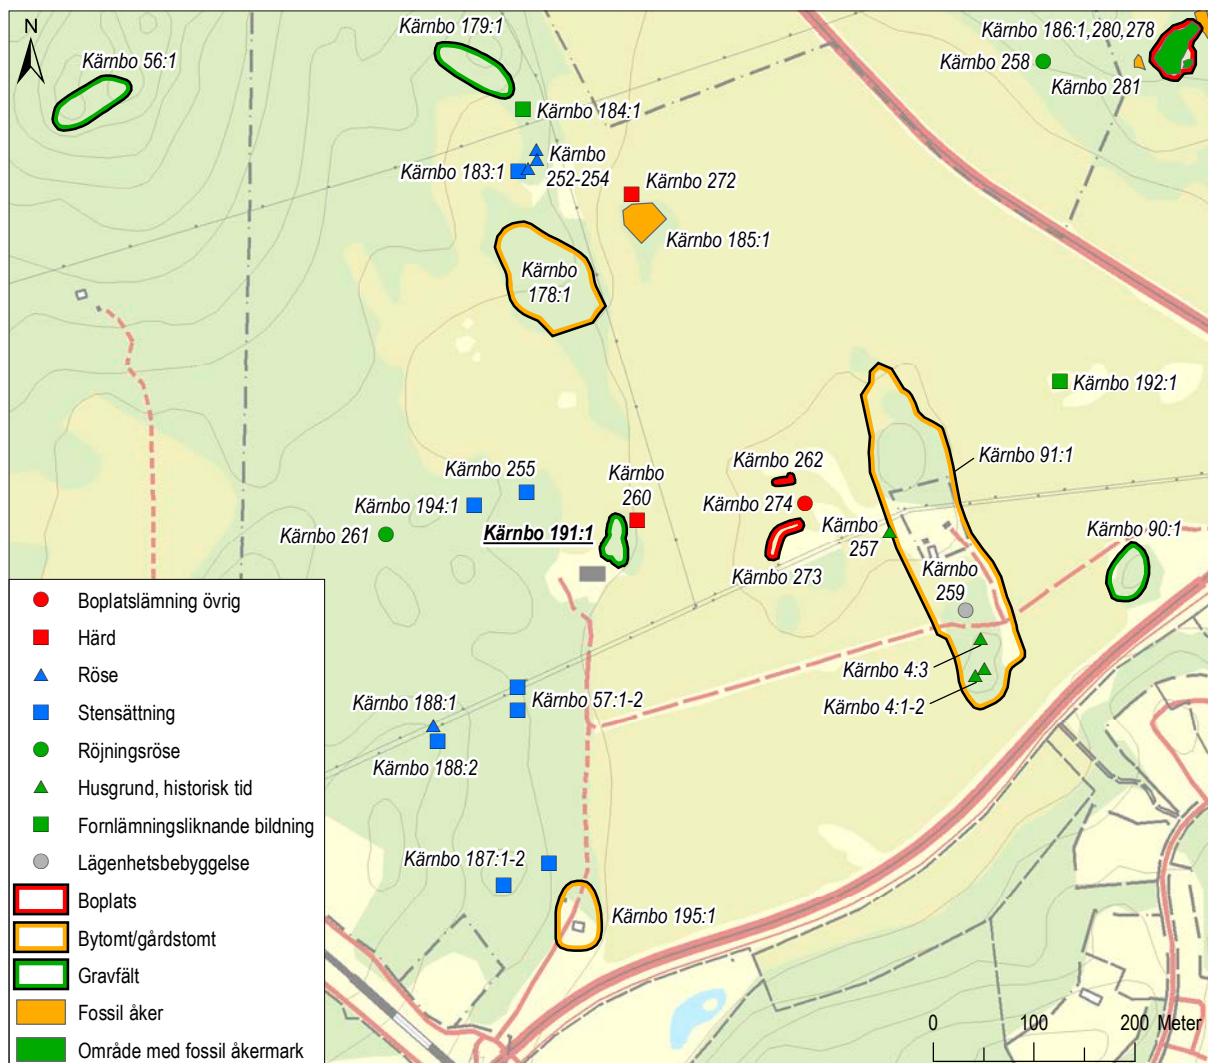 N
Kärnbo 56:1
Kärnbo 179:1
Kärnbo 186:1,280,278
Kärnbo 258
Kärnbo 281
Kärnbo 184:1
Kärnbo
252-254
Kärnbo 183:1
Kärnbo 272
Kärnbo 185:1
Kärnbo
178:1
Kärnbo 192:1
Kärnbo 91:1
Kärnbo 255
Kärnbo
260
Kärnbo 262
Kärnbo 194:1
Kärnbo 274
Kärnbo 261
Kärnbo 191:1
Kärnbo
257
Kärnbo 90:1
Kärnbo 273
Kärnbo
259
Kärnbo 4:3
Kärnbo 4:1-2
Kärnbo 188:1
Kärnbo 57:1-2
Kärnbo 188:2
Kärnbo 187:1-2
Kärnbo 195:1
Boplatslämning övrig
Härd
Röse
Stensättning
Röjningsröse
Husgrund, historisk tid
Fornlämningsliknande bildning
Lägenhetsbebyggelse
Boplats
Bytomt/gårdstomt
Gravfält
Fossil åker
Område med fossil åkermark
0 100 200 Meter